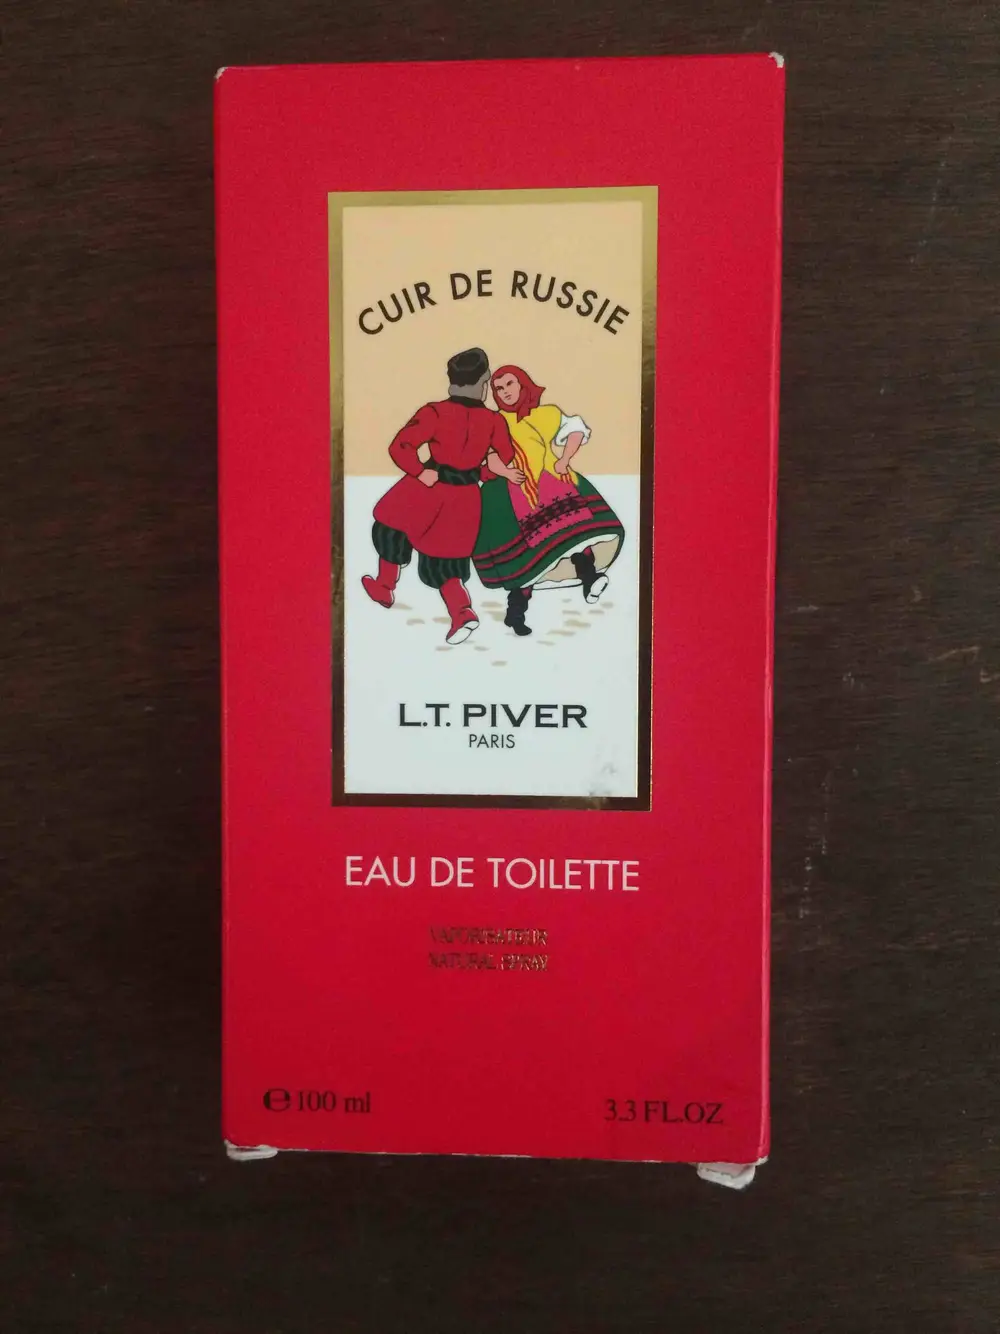 CUIR DE RUSSIE
L.T. PIVER
PARIS
EAU DE TOILETTE
VAPORISATEUR
NATURAL SPRAY
℮ 100 ml
3.3 FL.OZ